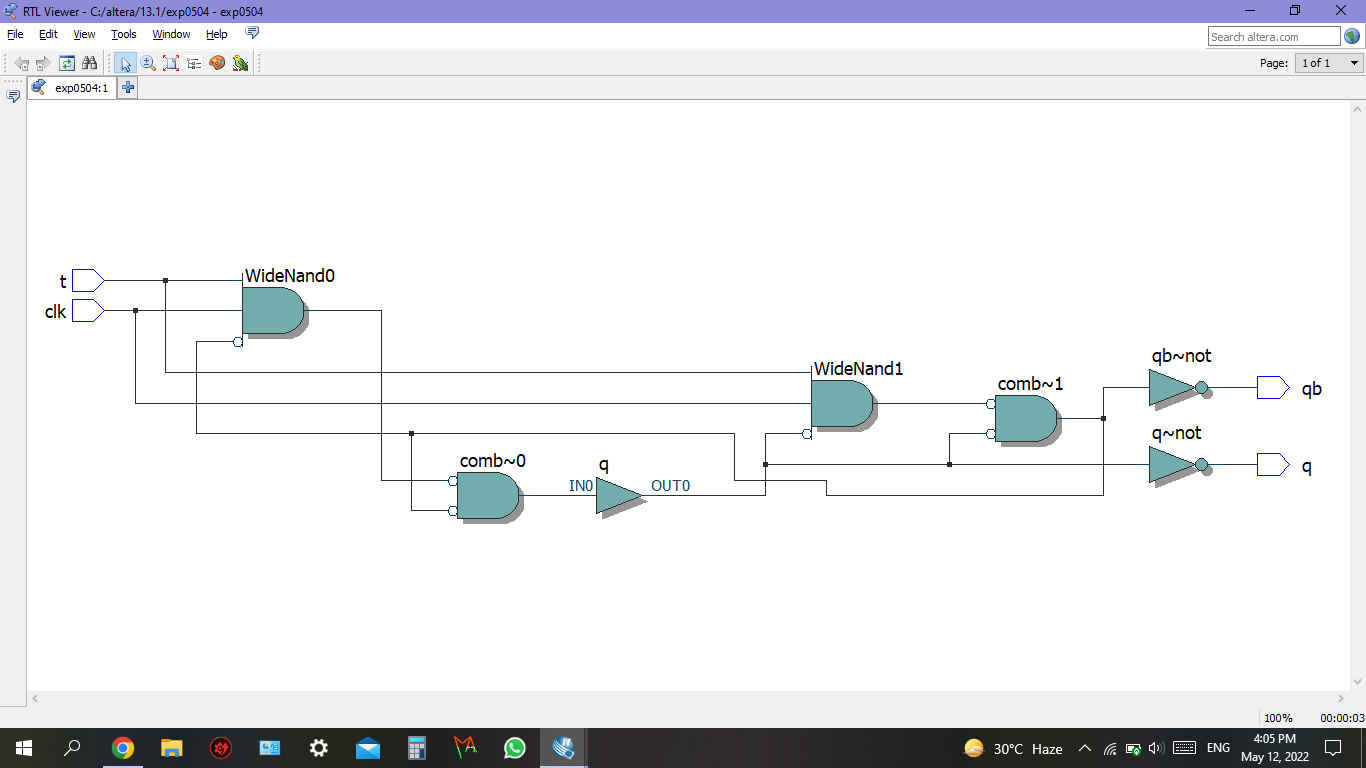 RTL Viewer - C:/altera/13.1/exp0504 - exp0504
File Edit View Tools Window Help
Search altera.com
Page: 1 of 1
exp0504:1
WideNand0
t
clk
WideNand1
qb~not
comb~1
qb
q~not
comb~0
q
q
IN0
OUT0
100% 00:00:03
30°C Haze
ENG
4:05 PM
May 12, 2022